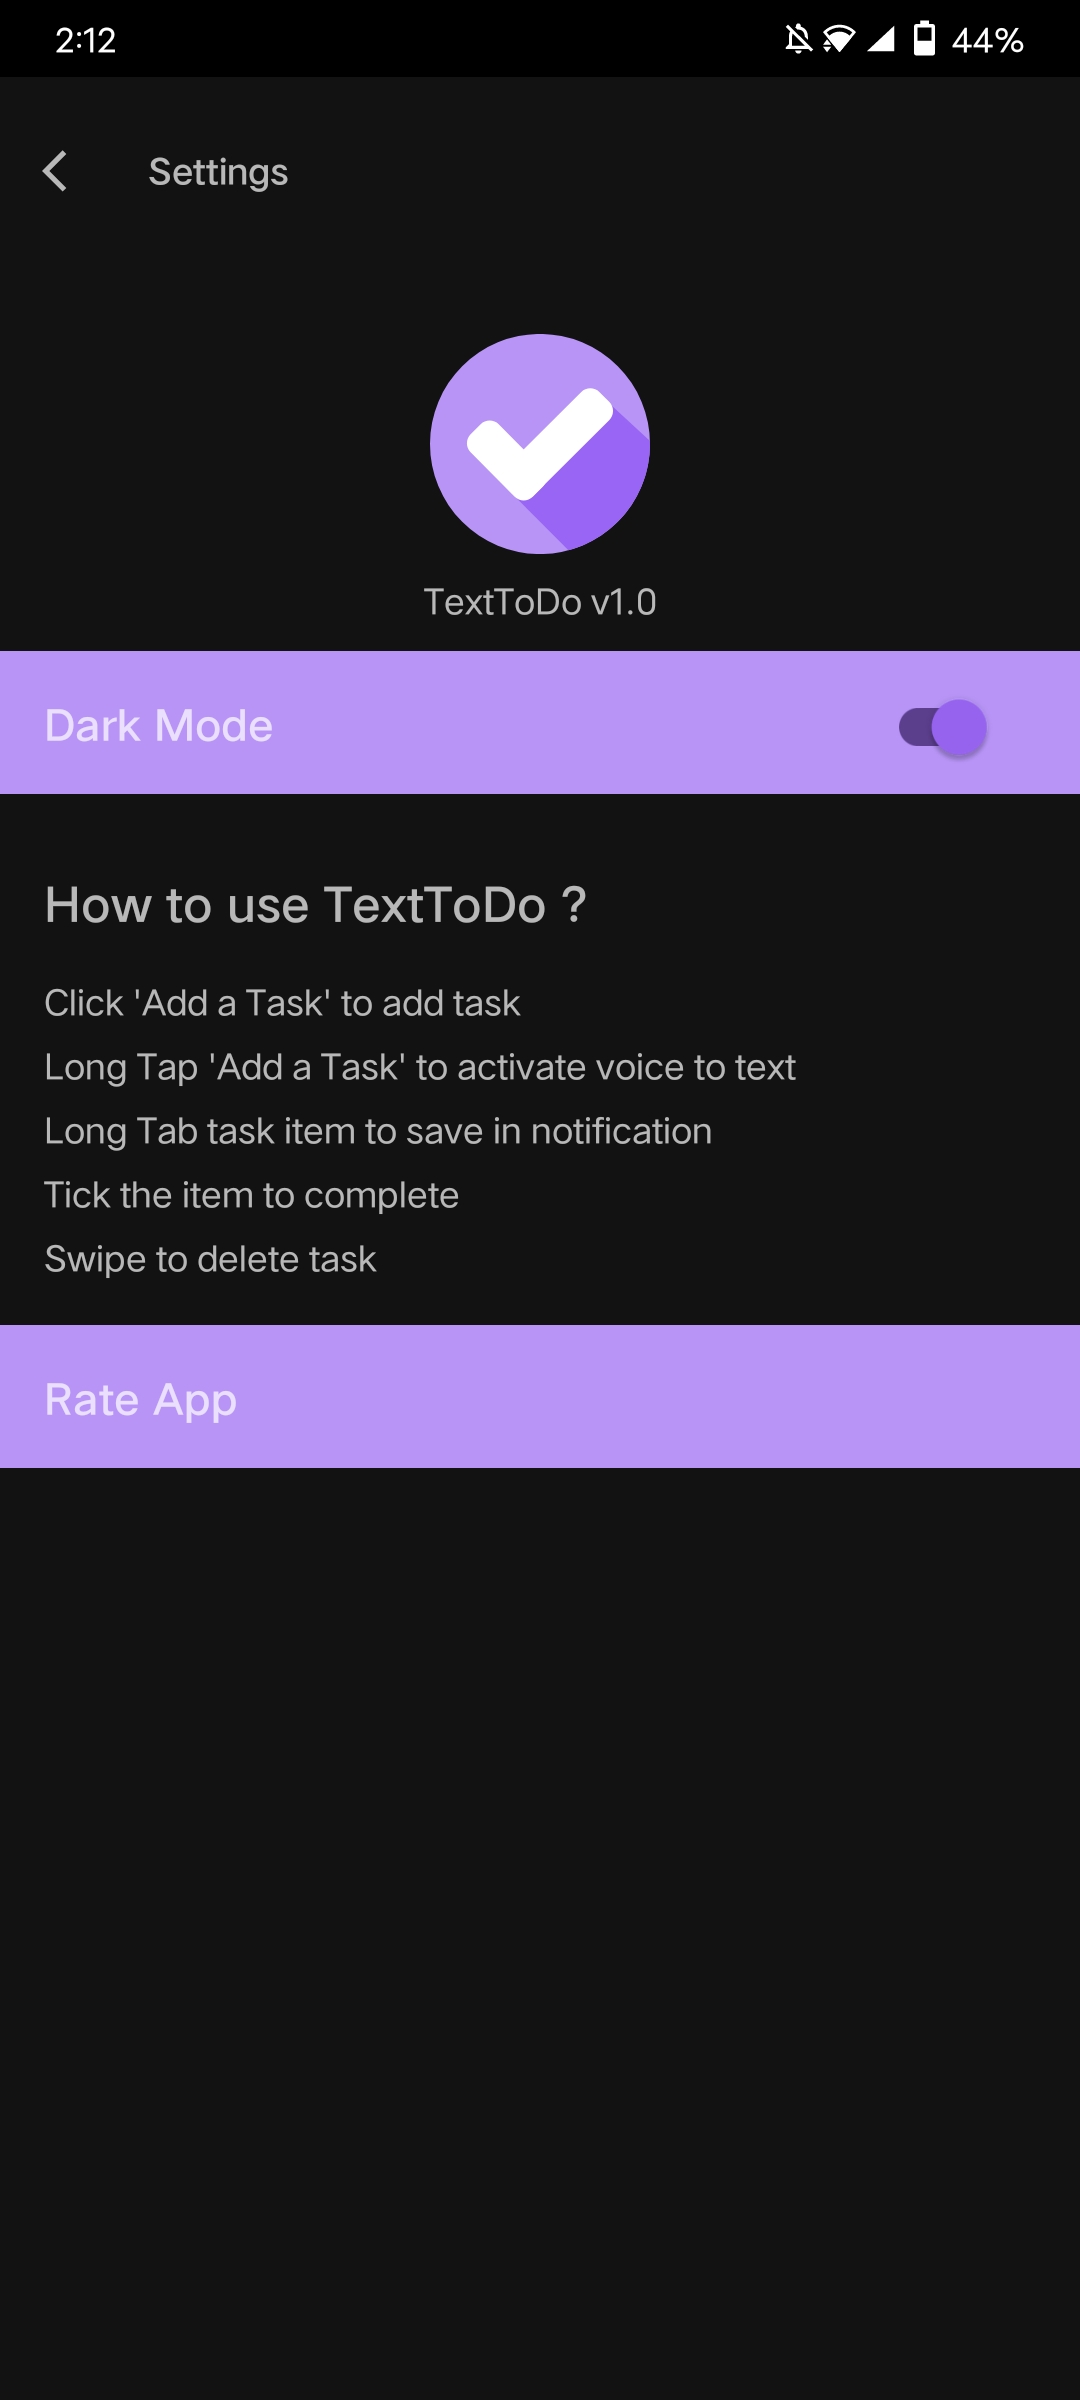 2:12
44%
Settings
TextToDo v1.0
Dark Mode
How to use TextToDo ?
Click 'Add a Task' to add task
Long Tap 'Add a Task' to activate voice to text
Long Tab task item to save in notification
Tick the item to complete
Swipe to delete task
Rate App